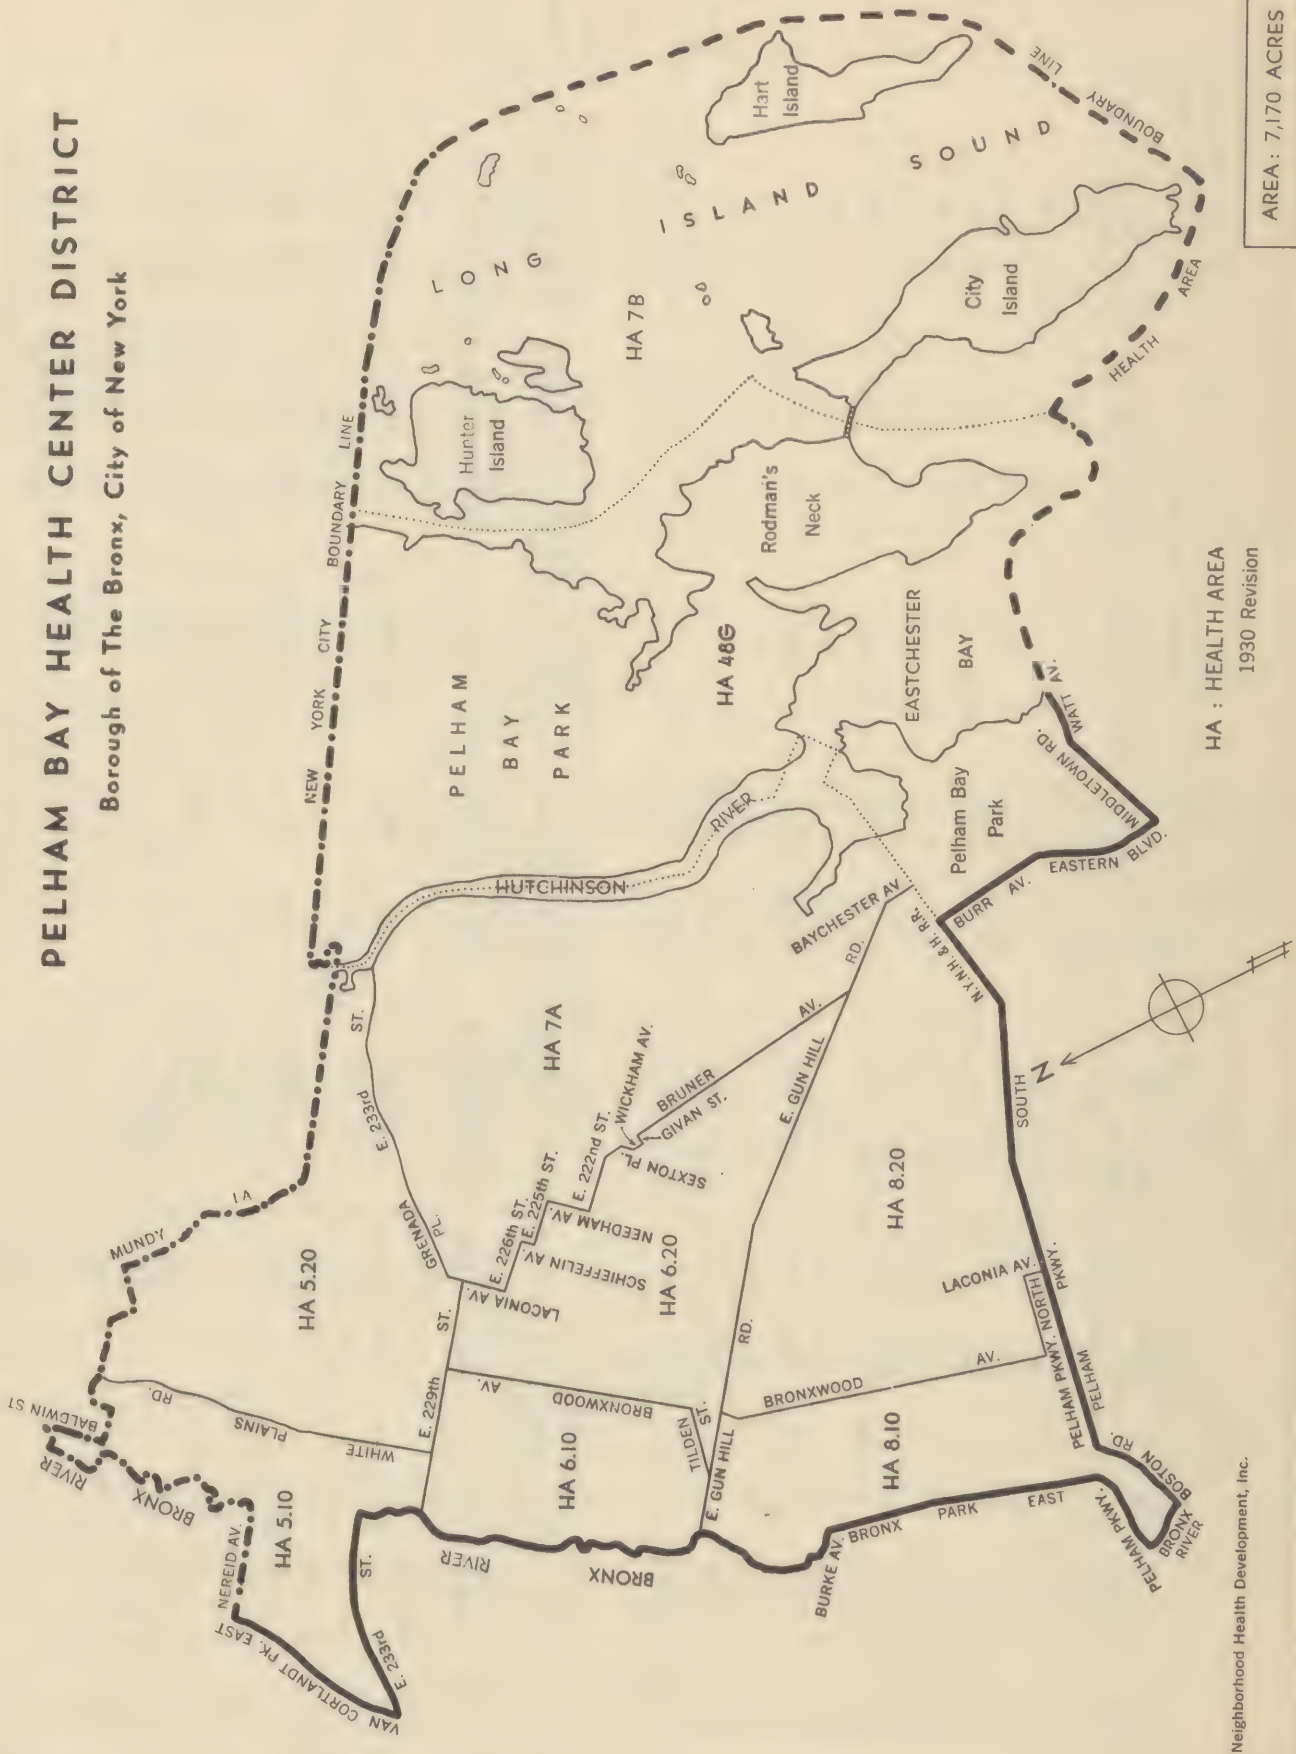 PELHAM BAY HEALTH CENTER DISTRICT
Borough of The Bronx, City of New York
NEW YORK CITY BOUNDARY LINE
MUNDY LA
BALDWIN ST
RIVER
BRONX
NEREID AV.
VAN CORTLANDT PK. EAST
E. 233rd ST.
HA 5.10
WHITE PLAINS RD.
HA 5.20
E. 233rd ST.
GRENADA PL.
E. 229th ST.
LACONIA AV.
E. 226th ST.
SCHIEFFELIN AV.
E. 225th ST.
NEEDHAM AV.
E. 222nd ST.
SEXTON PL.
WICKHAM AV.
GIVAN ST.
BRUNER AV.
HA 7A
HA 6.20
BRONXWOOD AV.
TILDEN ST.
HA 6.10
BRONX RIVER
E. GUN HILL RD.
E. GUN HILL RD.
BAYCHESTER AV
HUTCHINSON RIVER
PELHAM
BAY
PARK
HA 48G
Hunter
Island
LONG ISLAND SOUND
HA 7B
Hart
Island
City
Island
Rodman's
Neck
EASTCHESTER
BAY
Pelham Bay
Park
HEALTH AREA BOUNDARY LINE
WATT AV.
MIDDLETOWN RD.
EASTERN BLVD.
BURR AV.
N.Y.N.H. & H. R.R.
HA 8.20
LACONIA AV.
BRONXWOOD AV.
HA 8.10
BURKE AV.
BRONX PARK EAST
PELHAM PKWY.
BRONX
RIVER
BOSTON RD.
PELHAM PKWY. NORTH
PELHAM PKWY. SOUTH
N
HA : HEALTH AREA
1930 Revision
AREA: 7,170 ACRES
Neighborhood Health Development, Inc.